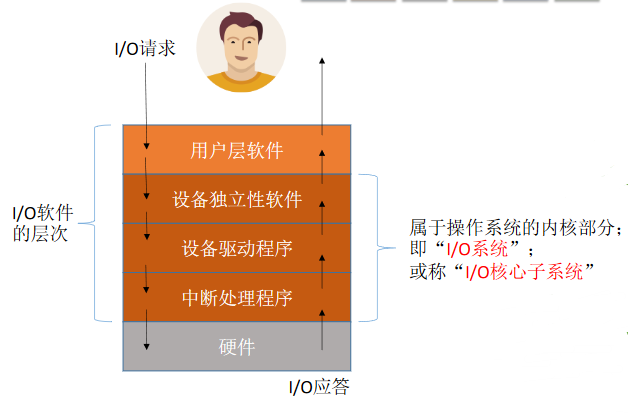 I/O请求
用户层软件
设备独立性软件
设备驱动程序
中断处理程序
硬件
I/O软件
的层次
属于操作系统的内核部分；
即“I/O系统”；
或称“I/O核心子系统”
I/O应答